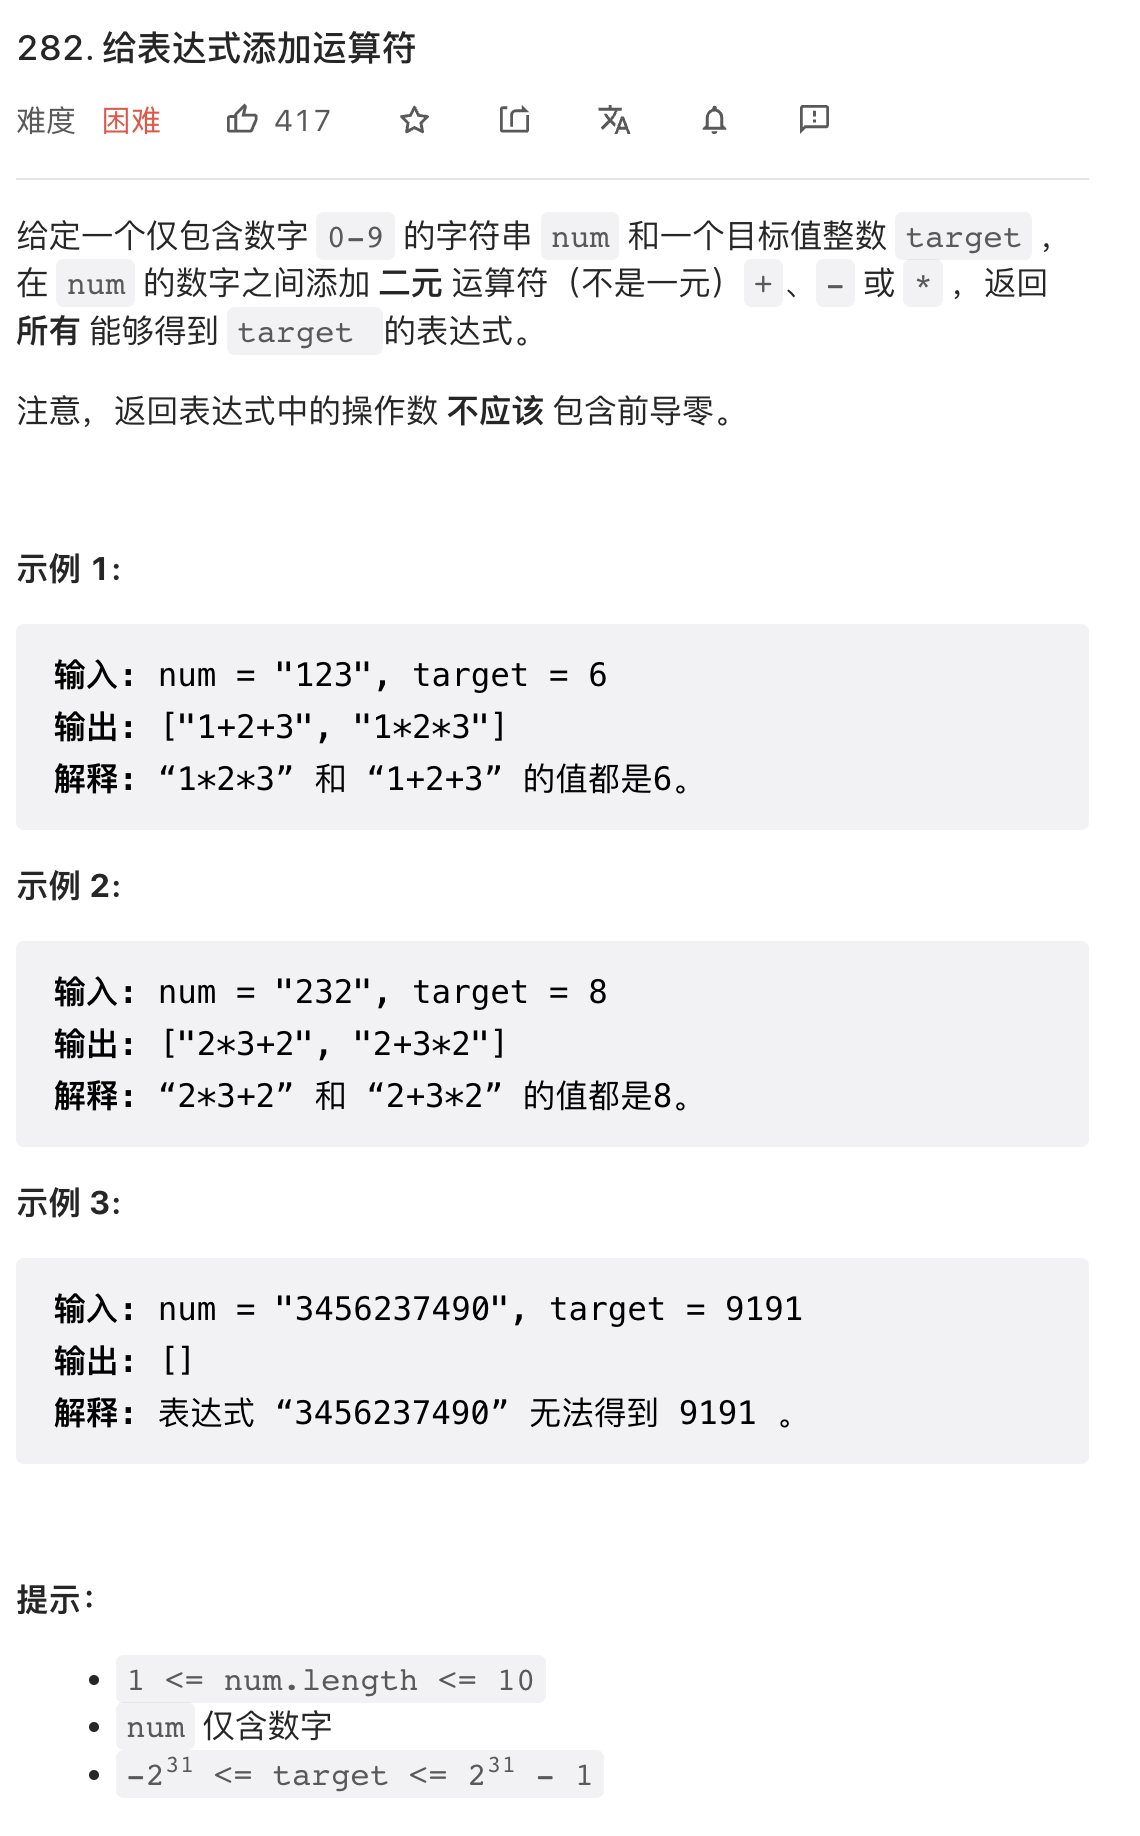 282. 给表达式添加运算符
难度 困难 417
给定一个仅包含数字 0-9 的字符串 num 和一个目标值整数 target ，
在 num 的数字之间添加 二元 运算符（不是一元）+ 、 - 或 * ，返回
所有 能够得到 target 的表达式。
注意，返回表达式中的操作数 不应该 包含前导零。
示例 1:
输入: num = "123", target = 6
输出: ["1+2+3", "1*2*3"]
解释: “1*2*3” 和 “1+2+3” 的值都是6。
示例 2:
输入: num = "232", target = 8
输出: ["2*3+2", "2+3*2"]
解释: “2*3+2” 和 “2+3*2” 的值都是8。
示例 3:
输入: num = "3456237490", target = 9191
输出: []
解释: 表达式 “3456237490” 无法得到 9191 。
提示：
• 1 <= num.length <= 10
• num 仅含数字
• -2³¹ <= target <= 2³¹ - 1